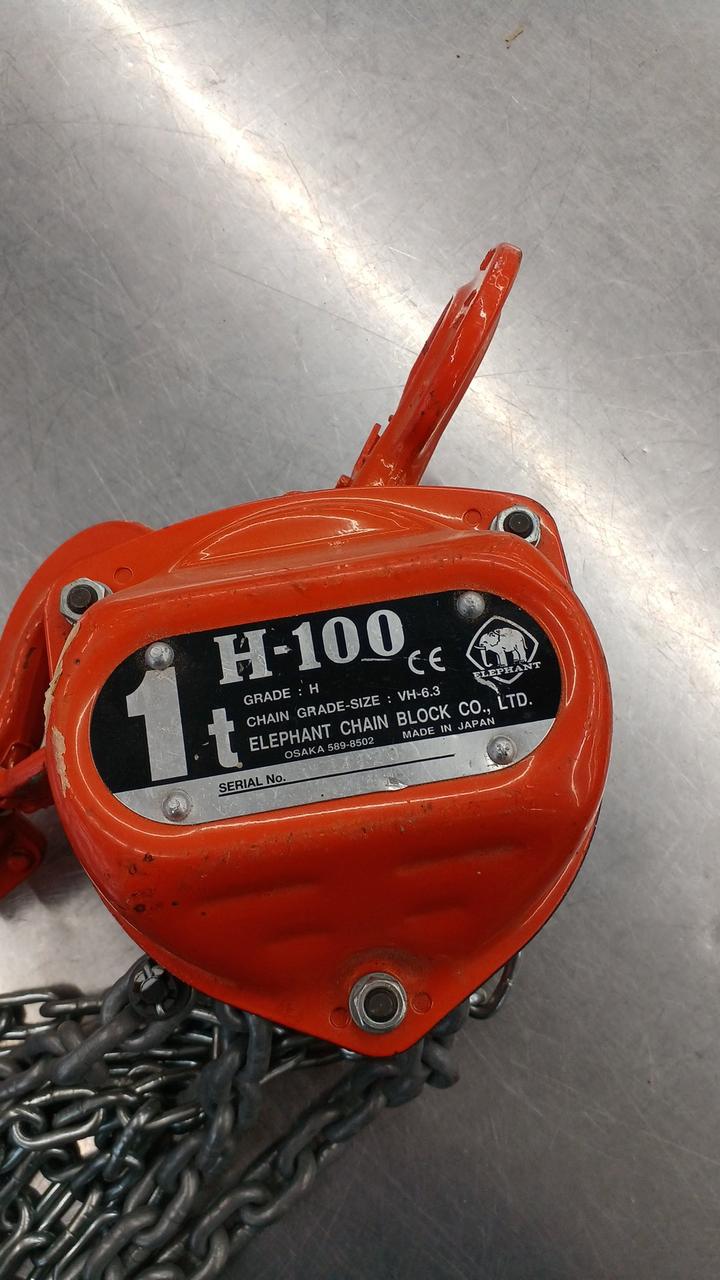 H-100
CE
ELEPHANT
1t
GRADE : H
CHAIN GRADE-SIZE : VH-6.3
ELEPHANT CHAIN BLOCK CO., LTD.
OSAKA 589-8502 MADE IN JAPAN
SERIAL No.